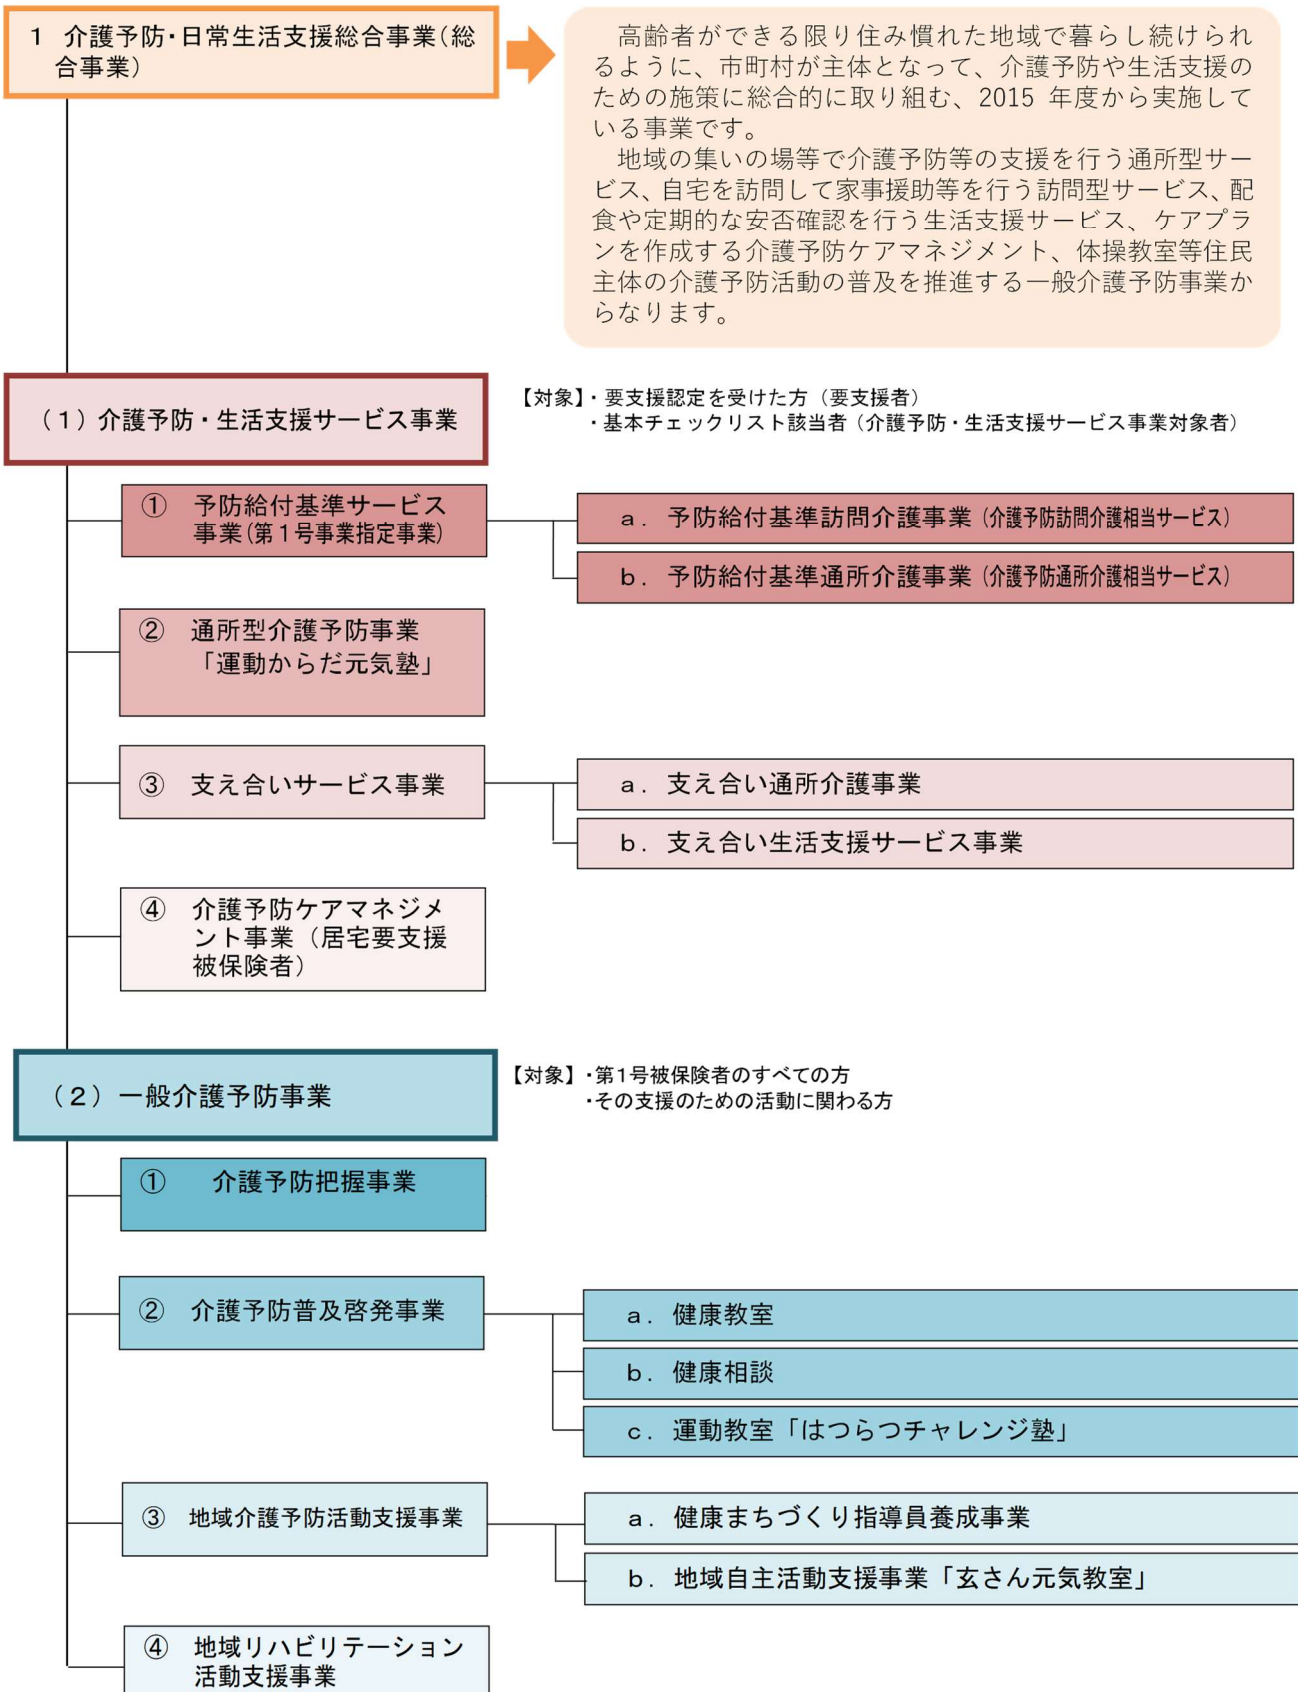 1 介護予防・日常生活支援総合事業(総
合事業)
高齢者ができる限り住み慣れた地域で暮らし続けられ
るように、市町村が主体となって、介護予防や生活支援の
ための施策に総合的に取り組む、2015 年度から実施して
いる事業です。
地域の集いの場等で介護予防等の支援を行う通所型サー
ビス、自宅を訪問して家事援助等を行う訪問型サービス、配
食や定期的な安否確認を行う生活支援サービス、ケアプラ
ンを作成する介護予防ケアマネジメント、体操教室等住民
主体の介護予防活動の普及を推進する一般介護予防事業か
らなります。
(1)介護予防・生活支援サービス事業
【対象】・要支援認定を受けた方(要支援者)
・基本チェックリスト該当者(介護予防・生活支援サービス事業対象者)
① 予防給付基準サービス
事業(第1号事業指定事業)
a. 予防給付基準訪問介護事業(介護予防訪問介護相当サービス)
b. 予防給付基準通所介護事業(介護予防通所介護相当サービス)
② 通所型介護予防事業
「運動からだ元気塾」
③ 支え合いサービス事業
a. 支え合い通所介護事業
b. 支え合い生活支援サービス事業
④ 介護予防ケアマネジメ
ント事業(居宅要支援
被保険者)
(2)一般介護予防事業
【対象】・第1号被保険者のすべての方
・その支援のための活動に関わる方
① 介護予防把握事業
② 介護予防普及啓発事業
a. 健康教室
b. 健康相談
c. 運動教室「はつらつチャレンジ塾」
③ 地域介護予防活動支援事業
a. 健康まちづくり指導員養成事業
b. 地域自主活動支援事業「玄さん元気教室」
④ 地域リハビリテーション
活動支援事業